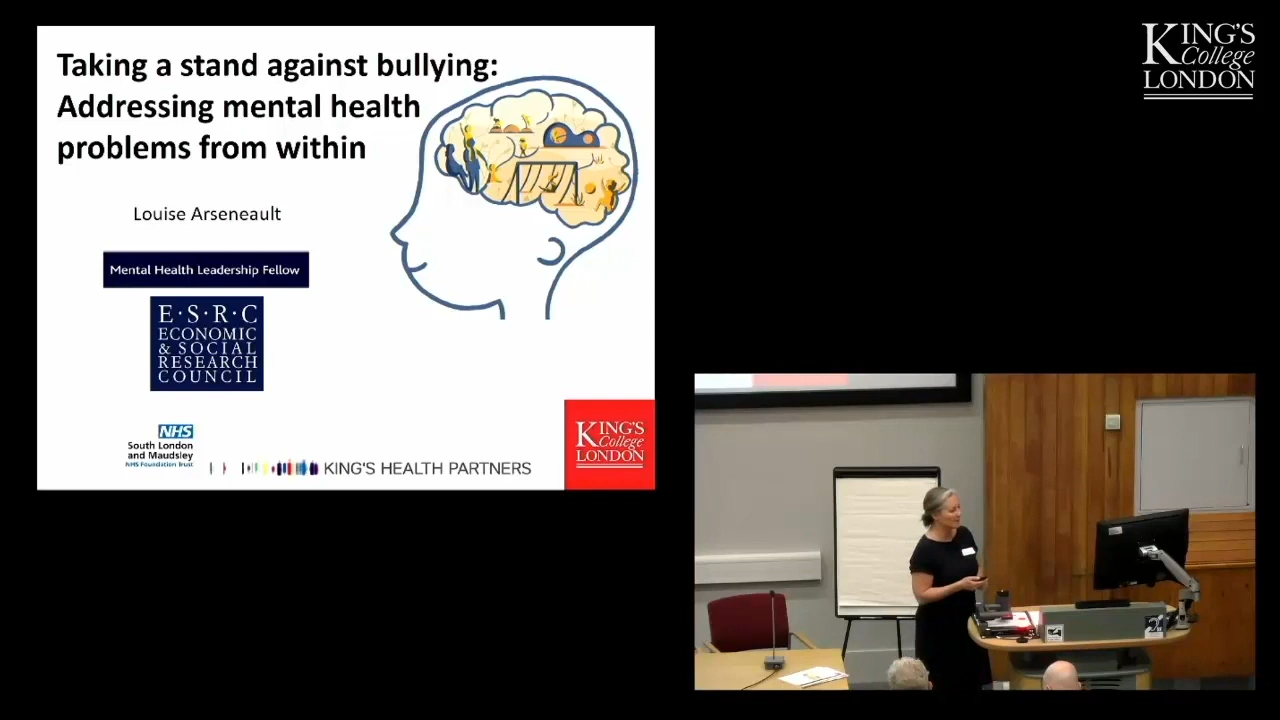 Taking a stand against bullying:
Addressing mental health
problems from within
Louise Arseneault
Mental Health Leadership Fellow
E·S·R·C
ECONOMIC
& SOCIAL
RESEARCH
COUNCIL
NHS
South London
and Maudsley
NHS Foundation Trust
KING'S HEALTH PARTNERS
KING'S
College
LONDON
KING'S
College
LONDON